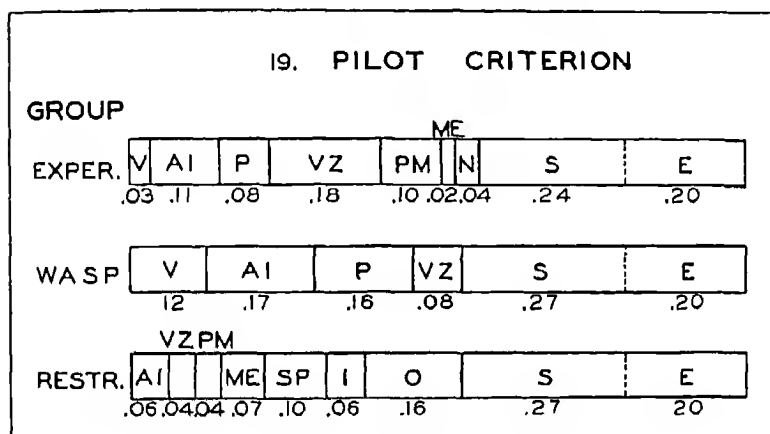 19. PILOT CRITERION
GROUP
ME
EXPER. V AI P VZ PM N S E
.03 .11 .08 .18 .10 .02 .04 .24 .20
WASP V AI P VZ S E
12 .17 .16 .08 .27 .20
VZ PM
RESTR. AI ME SP I O S E
.06 .04 .04 .07 .10 .06 .16 .27 20